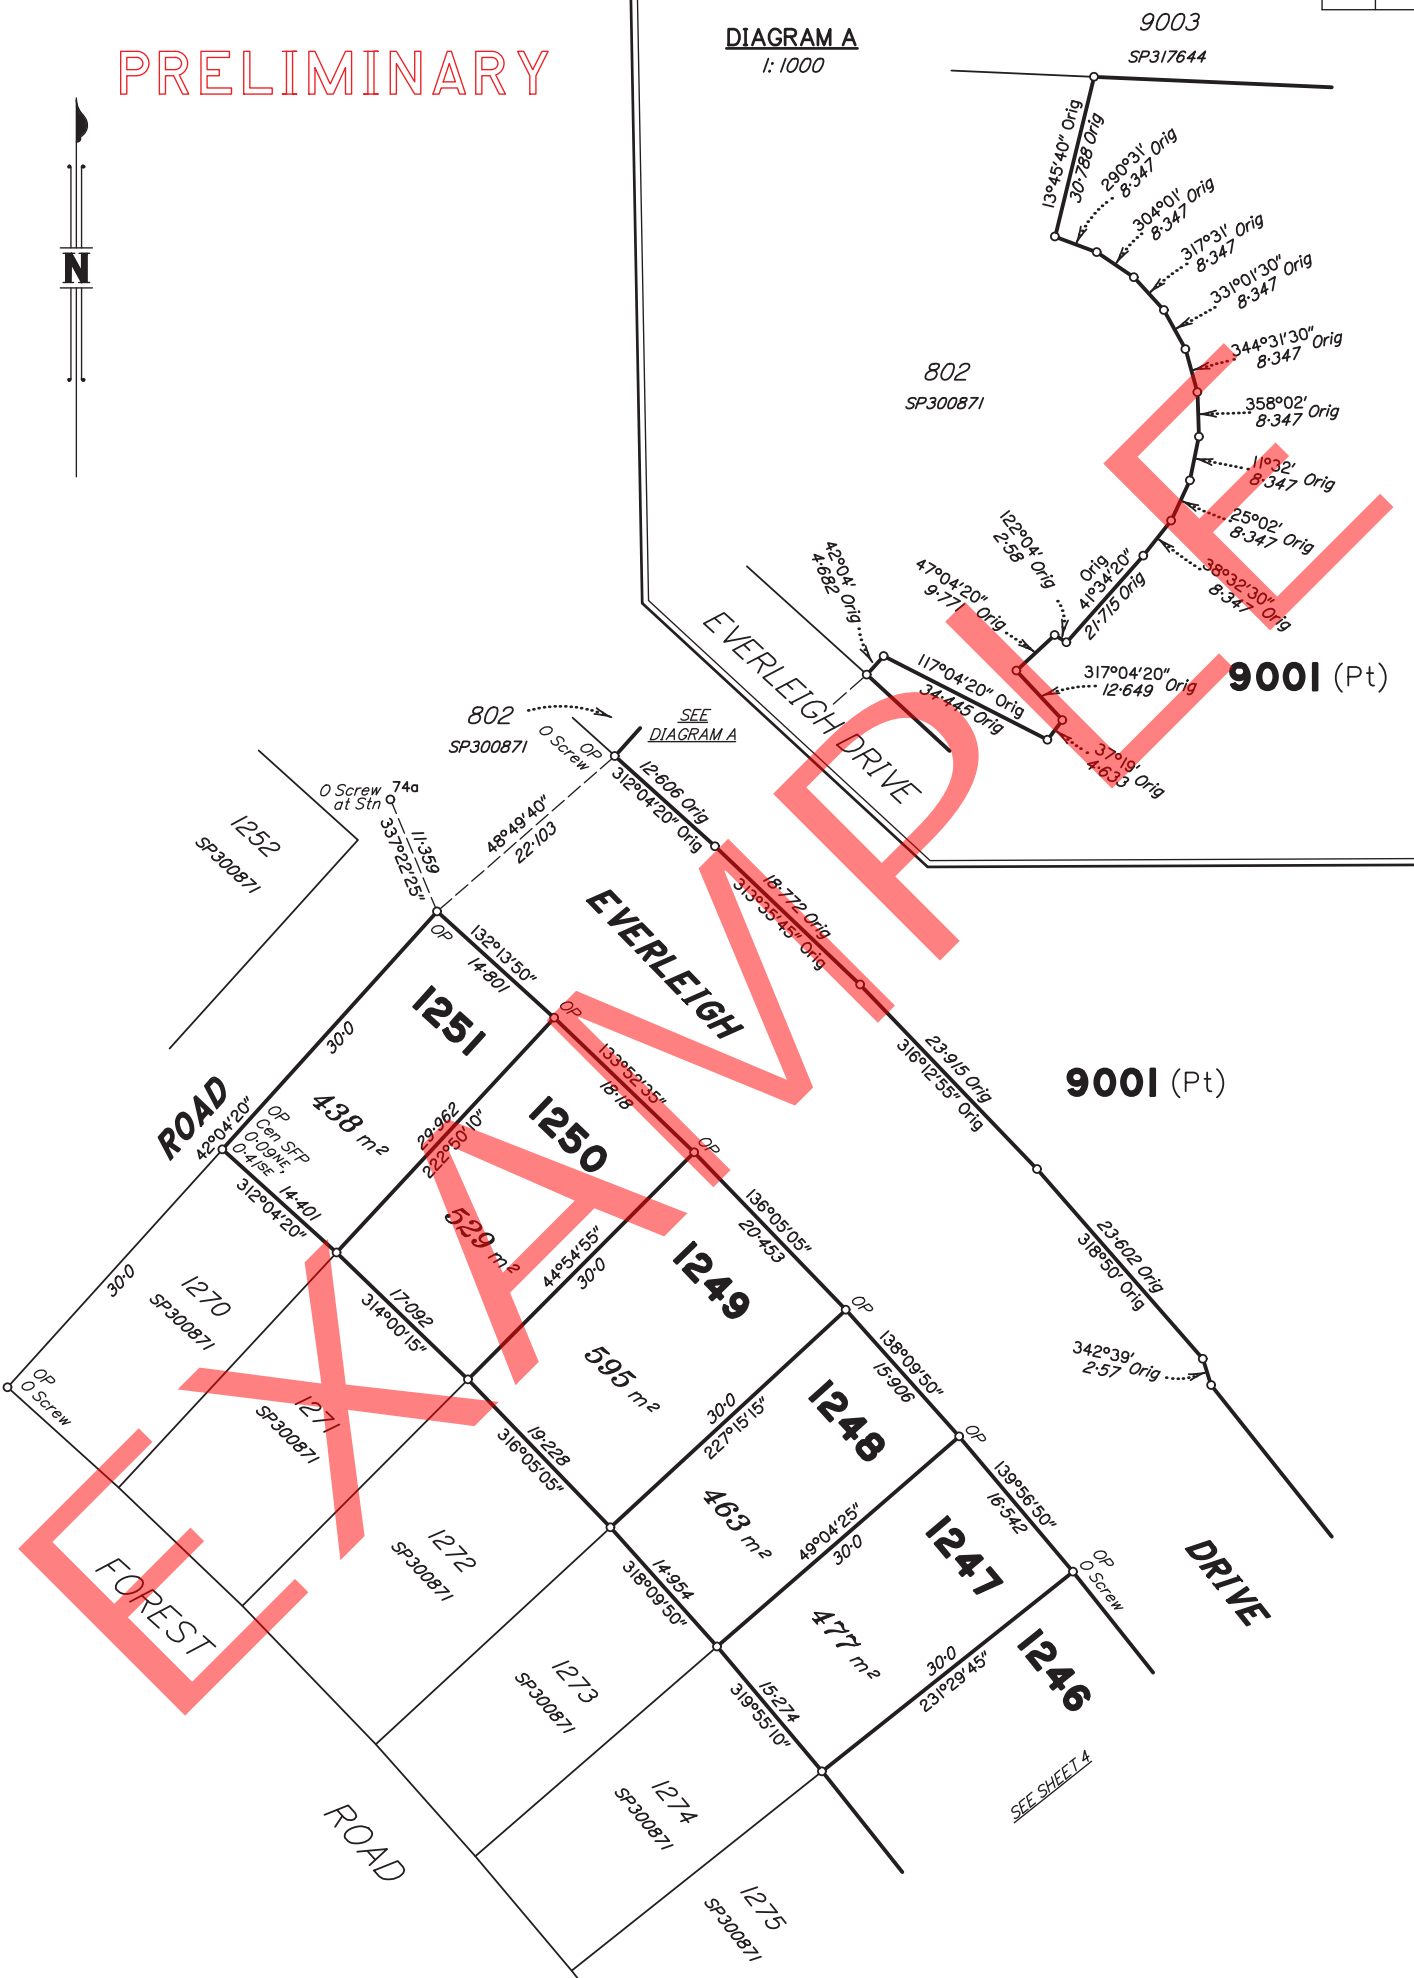 PRELIMINARY
N
DIAGRAM A
1: 1000
9003
SP317644
13°45'40" Orig
30·788 Orig
290°31' Orig
8·347
304°01' Orig
8·347
317°31' Orig
8·347
331°01'30" Orig
8·347
344°31'30" Orig
8·347
358°02' Orig
8·347
11°32' Orig
8·347
25°02' Orig
8·347
38°32'30" Orig
8·347
802
SP300871
Orig
41°34'20"
21·715 Orig
122°04' Orig
2·58
47°04'20" Orig
9·771
42°04' Orig
4·682
117°04'20" Orig
34·445 Orig
317°04'20" Orig
12·649
37°19' Orig
4·633
9001 (Pt)
EVERLEIGH DRIVE
802
SP300871
SEE
DIAGRAM A
OP
O Screw
12·606 Orig
312°04'20" Orig
O Screw
at Stn
74a
11·359
337°22'25"
48°49'40"
22·103
1252
SP300871
18·772 Orig
313°35'45" Orig
EVERLEIGH
OP
132°13'50"
14·801
1251
438 m²
30·0
42°04'20"
ROAD
OP
Cen SFP
0·09NE,
0·41SE
14·401
312°04'20"
29·962
222°50'10"
OP
133°52'35"
18·18
1250
529 m²
23·915 Orig
316°12'55" Orig
9001 (Pt)
OP
136°05'05"
20·453
1249
595 m²
44°54'55"
30·0
17·092
314°00'15"
23·602 Orig
318°50' Orig
342°39' Orig
2·57
30·0
1270
SP300871
OP
O Screw
1271
SP300871
OP
138°09'50"
15·906
1248
463 m²
30·0
227°15'15"
19·228
316°05'05"
OP
139°56'50"
16·542
1247
477 m²
49°04'25"
30·0
14·954
318°09'50"
1272
SP300871
FOREST
OP
O Screw
DRIVE
1246
30·0
231°29'45"
15·274
319°55'10"
1273
SP300871
1274
SP300871
SEE SHEET 4
ROAD
1275
SP300871
EXAMPLE